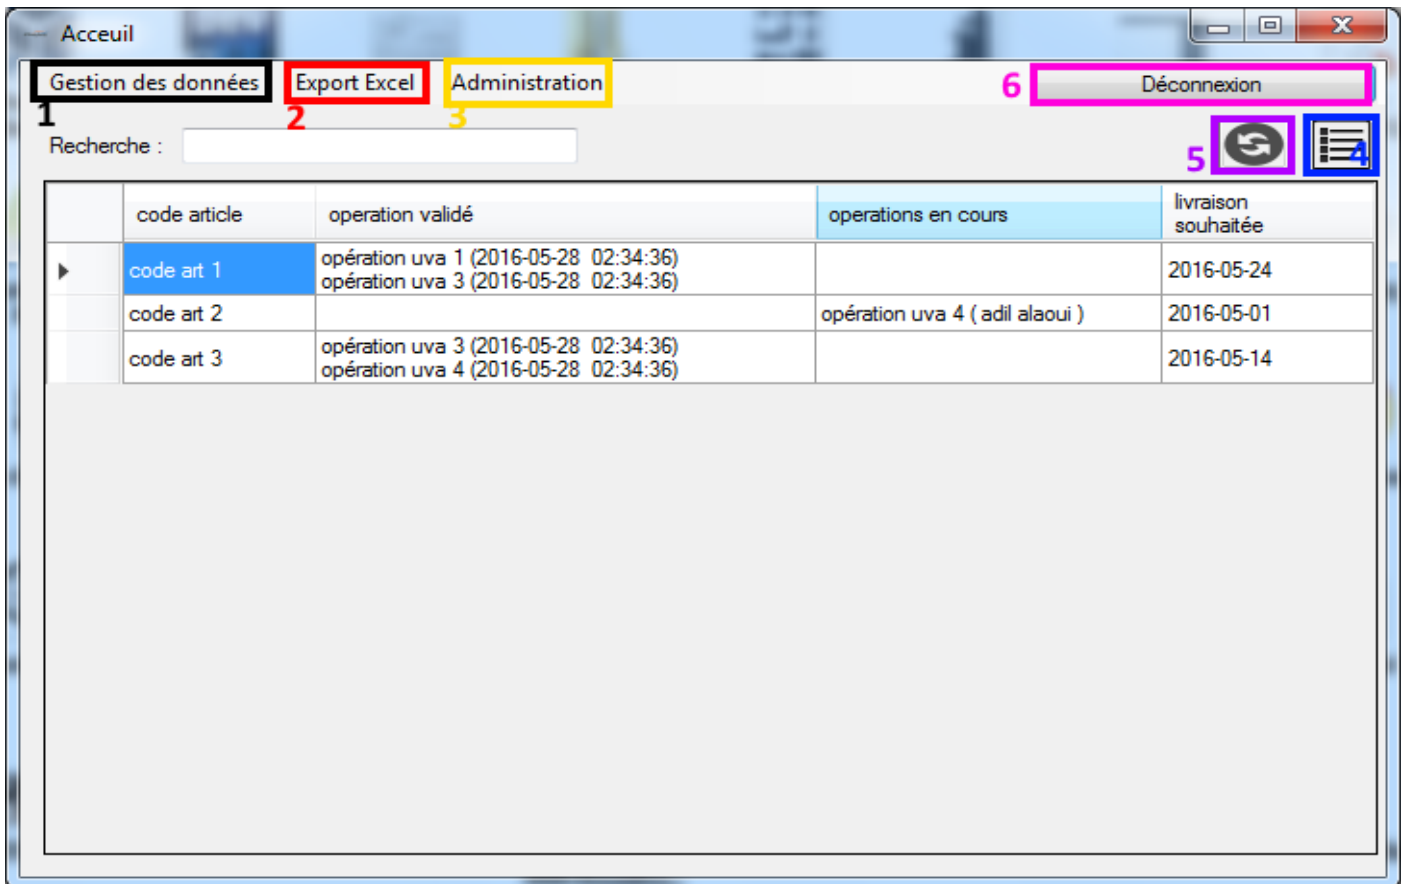 Acceuil
Gestion des données Export Excel Administration 6 Déconnexion
1 2 3
Recherche : 5 4
code article operation validé operations en cours livraison
souhaitée
code art 1 opération uva 1 (2016-05-28 02:34:36) 2016-05-24
opération uva 3 (2016-05-28 02:34:36)
code art 2 opération uva 4 ( adil alaoui ) 2016-05-01
code art 3 opération uva 3 (2016-05-28 02:34:36) 2016-05-14
opération uva 4 (2016-05-28 02:34:36)